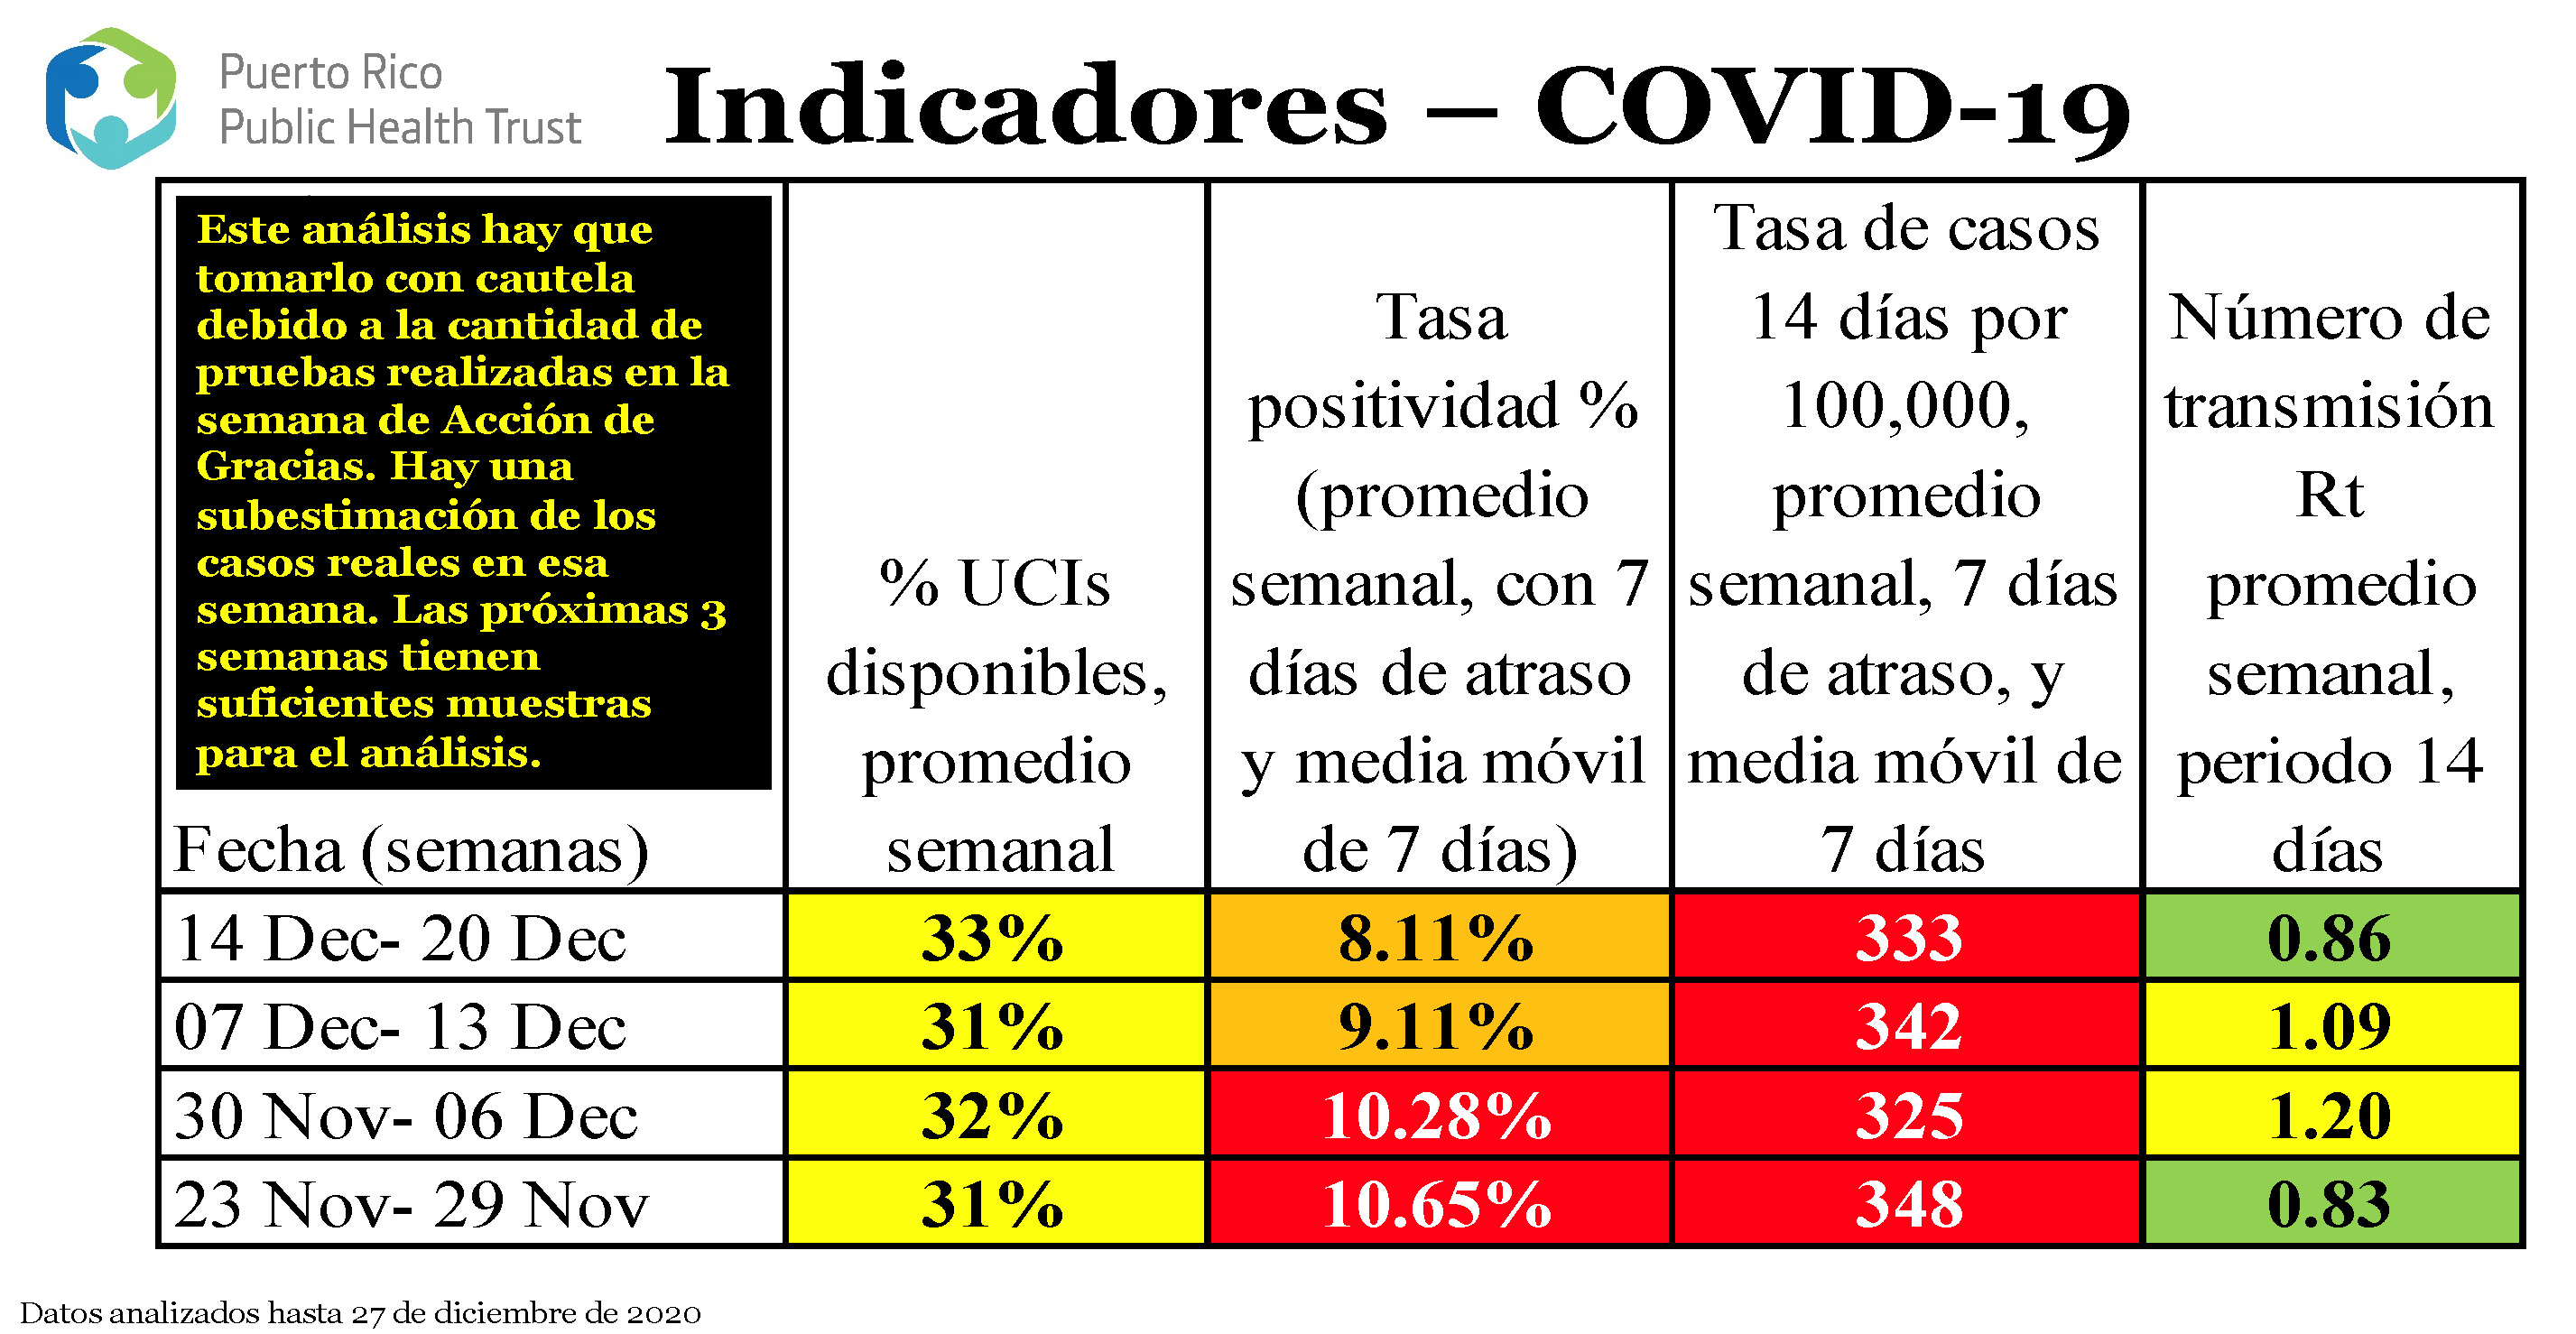 Puerto Rico
Public Health Trust
Indicadores – COVID-19
Este análisis hay que
tomarlo con cautela
debido a la cantidad de
pruebas realizadas en la
semana de Acción de
Gracias. Hay una
subestimación de los
casos reales en esa
semana. Las próximas 3
semanas tienen
suficientes muestras
para el análisis.
Fecha (semanas)
% UCIs
disponibles,
promedio
semanal
Tasa
positividad %
(promedio
semanal, con 7
días de atraso
y media móvil
de 7 días)
Tasa de casos
14 días por
100,000,
promedio
semanal, 7 días
de atraso, y
media móvil de
7 días
Número de
transmisión
Rt
promedio
semanal,
periodo 14
días
14 Dec- 20 Dec 33% 8.11% 333 0.86
07 Dec- 13 Dec 31% 9.11% 342 1.09
30 Nov- 06 Dec 32% 10.28% 325 1.20
23 Nov- 29 Nov 31% 10.65% 348 0.83
Datos analizados hasta 27 de diciembre de 2020